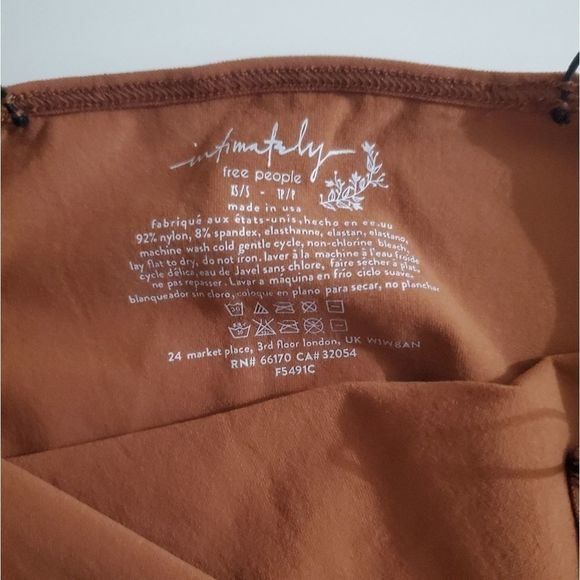 intimately
free people
XS/S - TP/P
made in usa
fabriqué aux états-unis, hecho en ee.uu
92% nylon, 8% spandex, elasthanne, elastan, elastano,
machine wash cold gentle cycle, non-chlorine bleach,
lay flat to dry, do not iron. laver à la machine à l'eau froide
cycle délica, eau de Javel sans chlore, faire sécher à plat,
ne pas repasser. Lavar a máquina en frío ciclo suave,
blanqueador sin cloro, coloque en plano para secar, no planchar
24 market place, 3rd floor london, UK W1W8AN
RN# 66170 CA# 32054
F5491C